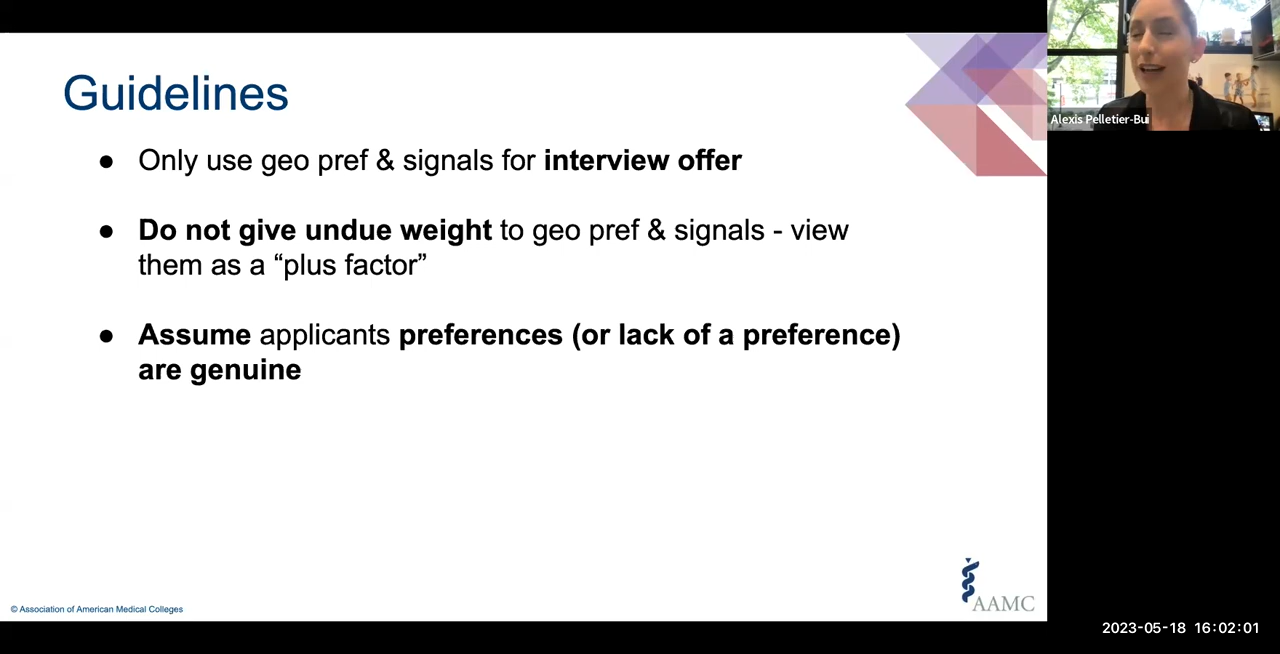 Guidelines
● Only use geo pref & signals for interview offer
● Do not give undue weight to geo pref & signals - view
them as a “plus factor”
● Assume applicants preferences (or lack of a preference)
are genuine
© Association of American Medical Colleges
AAMC
Alexis Pelletier-Bui
2023-05-18 16:02:01